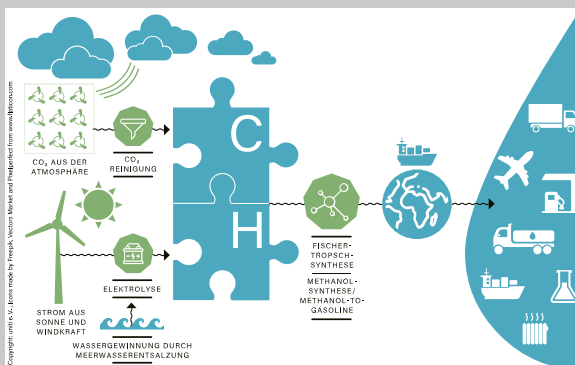 CO₂ AUS DER
ATMOSPHÄRE
CO₂
REINIGUNG
C
H
ELEKTROLYSE
STROM AUS
SONNE UND
WINDKRAFT
WASSERGEWINNUNG DURCH
MEERWASSERENTSALZUNG
FISCHER-
TROPSCH-
SYNTHESE
METHANOL-
SYNTHESE/
METHANOL-TO-
GASOLINE
Copyright: uniti e. V., Icons made by Freepik, Vectors Market and Pixelperfect from www.flaticon.com